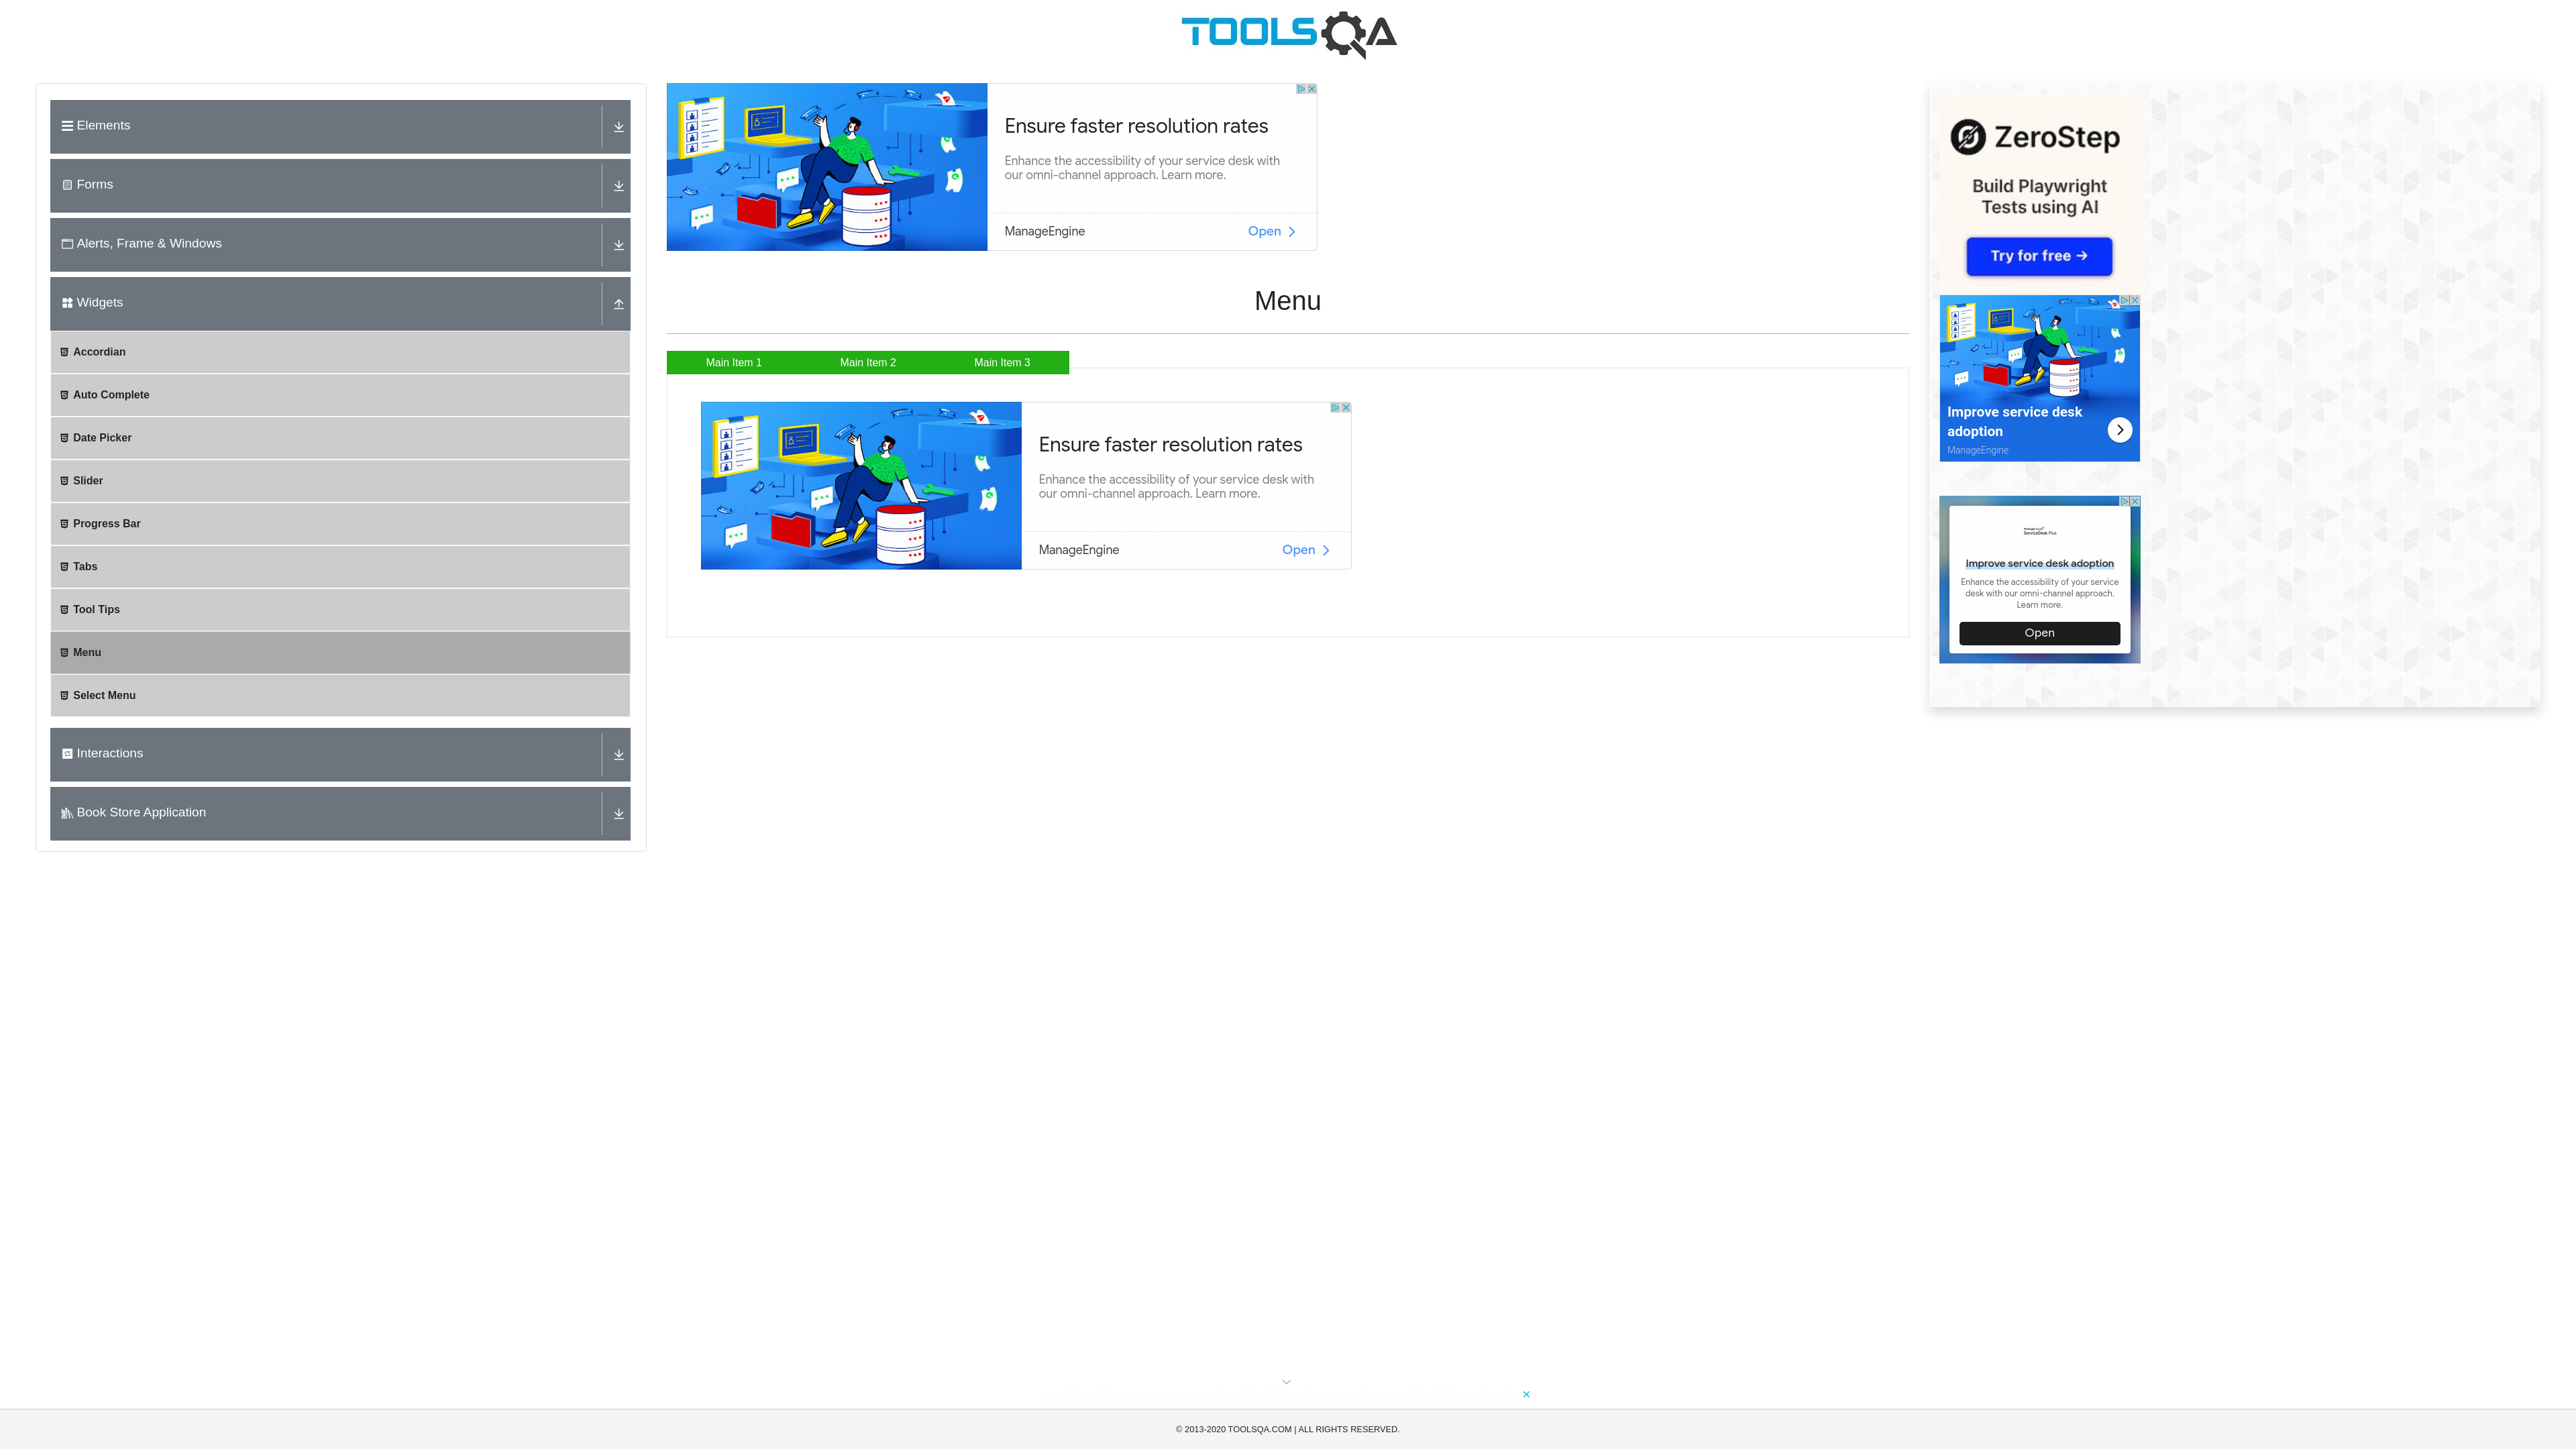 TOOLSQA
Elements
Forms
Alerts, Frame & Windows
Widgets
Accordian
Auto Complete
Date Picker
Slider
Progress Bar
Tabs
Tool Tips
Menu
Select Menu
Interactions
Book Store Application
Ensure faster resolution rates
Enhance the accessibility of your service desk with
our omni-channel approach. Learn more.
ManageEngine
Open
Menu
Main Item 1
Main Item 2
Main Item 3
Ensure faster resolution rates
Enhance the accessibility of your service desk with
our omni-channel approach. Learn more.
ManageEngine
Open
ZeroStep
Build Playwright
Tests using AI
Try for free →
Improve service desk
adoption
ManageEngine
ManageEngine
ServiceDesk Plus
Improve service desk adoption
Enhance the accessibility of your service
desk with our omni-channel approach.
Learn more.
Open
© 2013-2020 TOOLSQA.COM | ALL RIGHTS RESERVED.